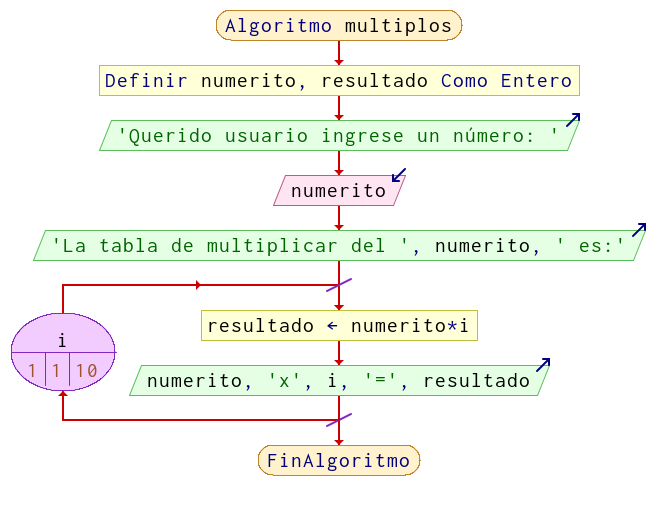 Algoritmo multiplos
Definir numerito, resultado Como Entero
'Querido usuario ingrese un número: '
numerito
'La tabla de multiplicar del ', numerito, ' es:'
resultado ← numerito*i
i
1 1 10
numerito, 'x', i, '=', resultado
FinAlgoritmo